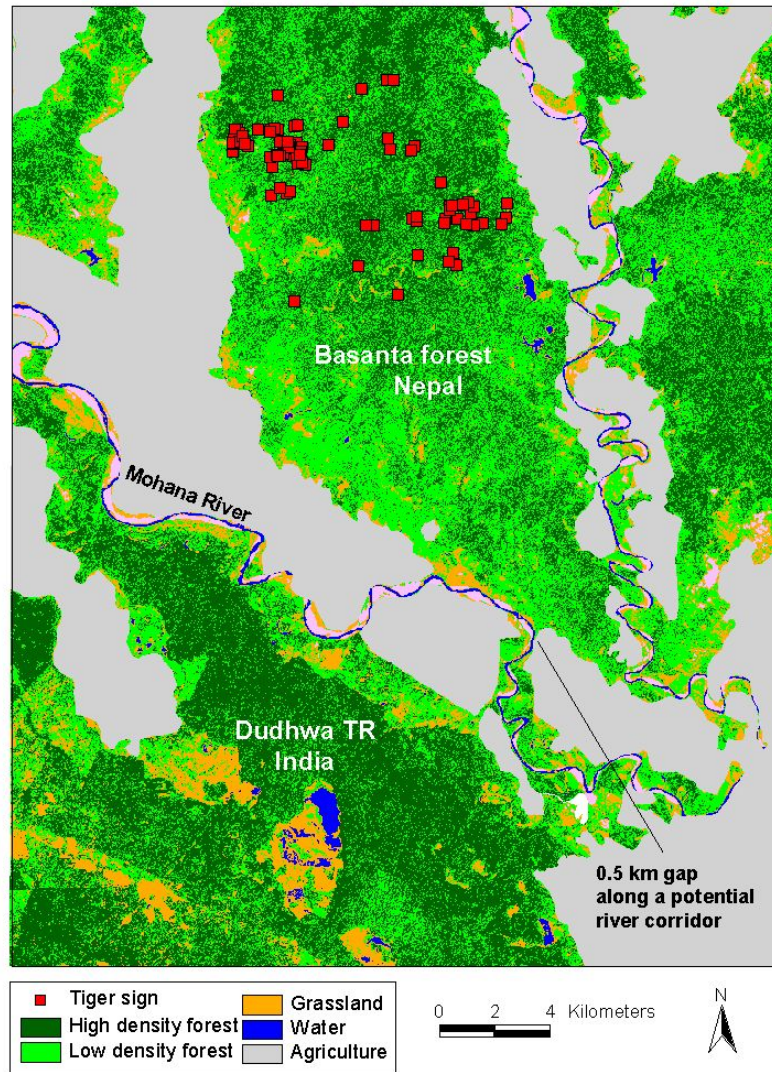 Basanta forest
Nepal
Mohana River
Dudhwa TR
India
0.5 km gap
along a potential
river corridor
Tiger sign
High density forest
Low density forest
Grassland
Water
Agriculture
0 2 4 Kilometers
N